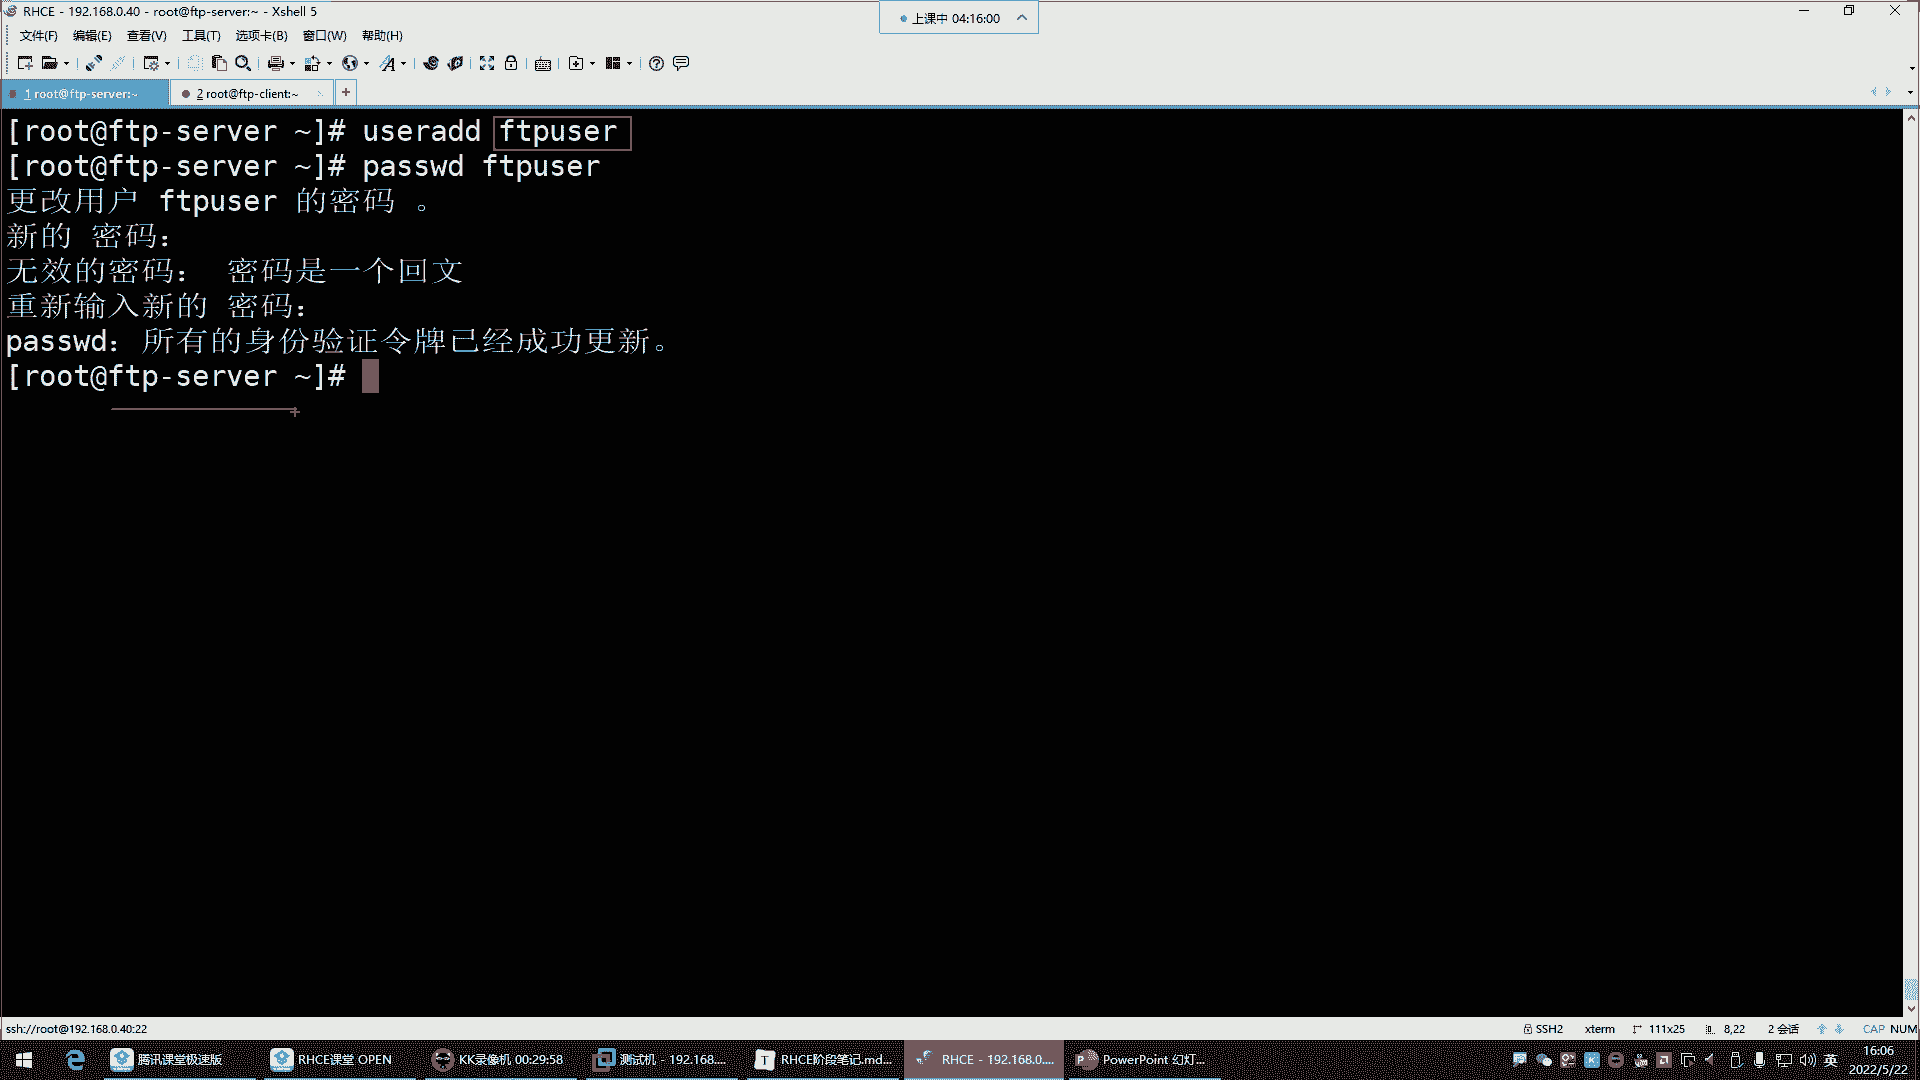 RHCE - 192.168.0.40 - root@ftp-server:~ - Xshell 5
上课中 04:16:00
文件(F) 编辑(E) 查看(V) 工具(T) 选项卡(B) 窗口(W) 帮助(H)
1 root@ftp-server:~ 2 root@ftp-client:~
[root@ftp-server ~]# useradd ftpuser
[root@ftp-server ~]# passwd ftpuser
更改用户 ftpuser 的密码 。
新的 密码：
无效的密码： 密码是一个回文
重新输入新的 密码：
passwd：所有的身份验证令牌已经成功更新。
[root@ftp-server ~]#
ssh://root@192.168.0.40:22 SSH2 xterm 111x25 8,22 2 会话 CAP NUM
腾讯课堂极速版 RHCE课堂 OPEN KK录像机 00:29:58 测试机 - 192.168.... RHCE阶段笔记.md... RHCE - 192.168.0.... PowerPoint 幻灯... 英 16:06
2022/5/22